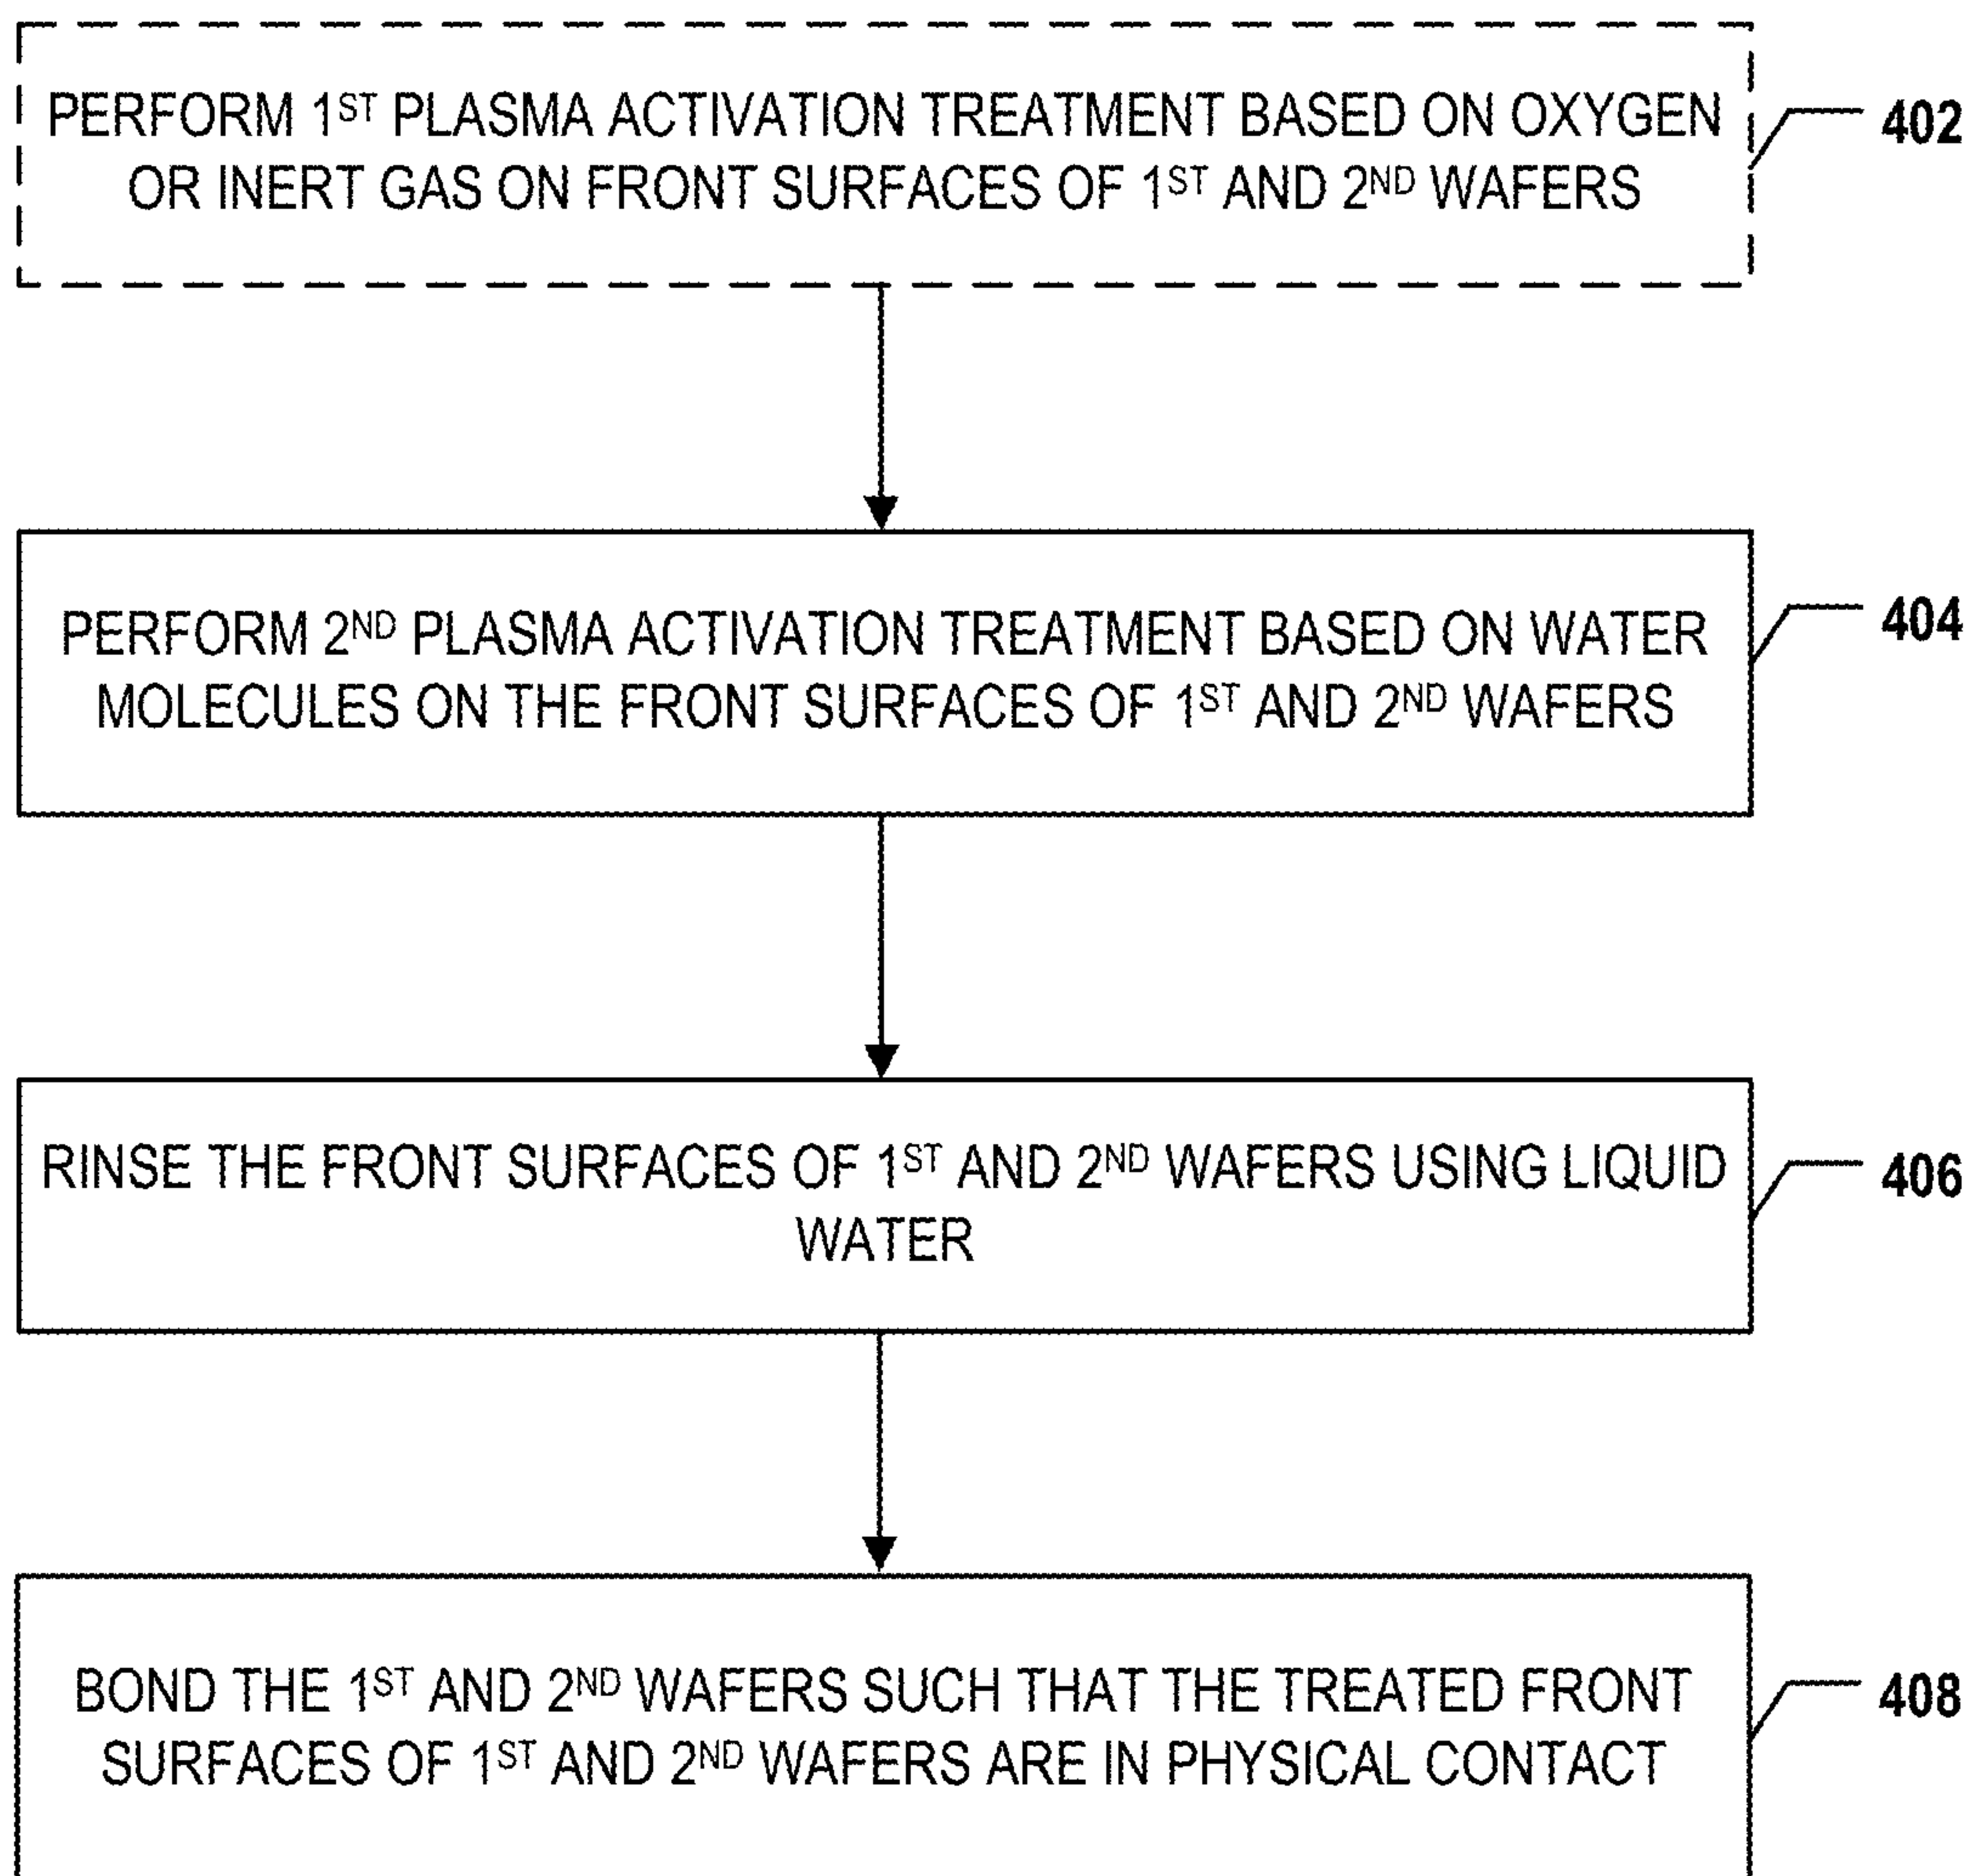 PERFORM 1ST PLASMA ACTIVATION TREATMENT BASED ON OXYGEN
OR INERT GAS ON FRONT SURFACES OF 1ST AND 2ND WAFERS
402
PERFORM 2ND PLASMA ACTIVATION TREATMENT BASED ON WATER
MOLECULES ON THE FRONT SURFACES OF 1ST AND 2ND WAFERS
404
RINSE THE FRONT SURFACES OF 1ST AND 2ND WAFERS USING LIQUID
WATER
406
BOND THE 1ST AND 2ND WAFERS SUCH THAT THE TREATED FRONT
SURFACES OF 1ST AND 2ND WAFERS ARE IN PHYSICAL CONTACT
408